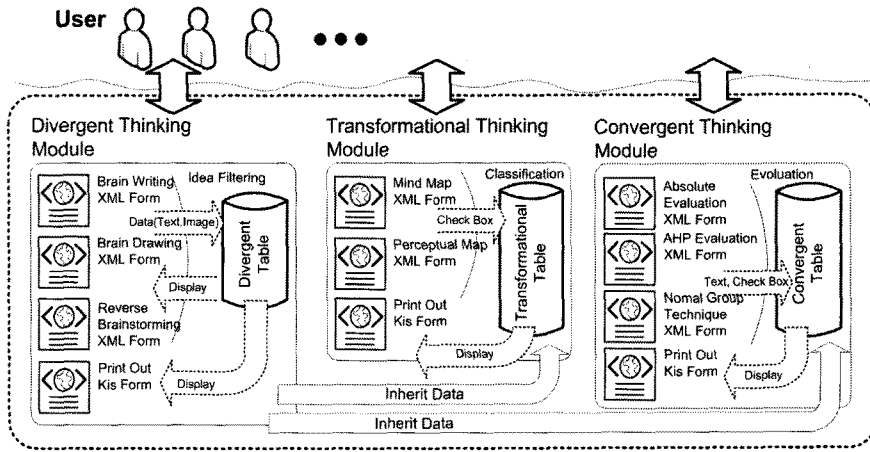 User
Divergent Thinking
Module
Idea Filtering
Brain Writing
XML Form
Data(Text,Image)
Brain Drawing
XML Form
Display
Reverse
Brainstorming
XML Form
Print Out
Kis Form
Display
Divergent
Table
Transformational Thinking
Module
Classification
Mind Map
XML Form
Check Box
Perceptual Map
XML Form
Print Out
Kis Form
Display
Transformational
Table
Convergent Thinking
Module
Evaluation
Absolute
Evaluation
XML Form
AHP Evaluation
XML Form
Text, Check Box
Nomal Group
Technique
XML Form
Print Out
Kis Form
Display
Convergent
Table
Inherit Data
Inherit Data